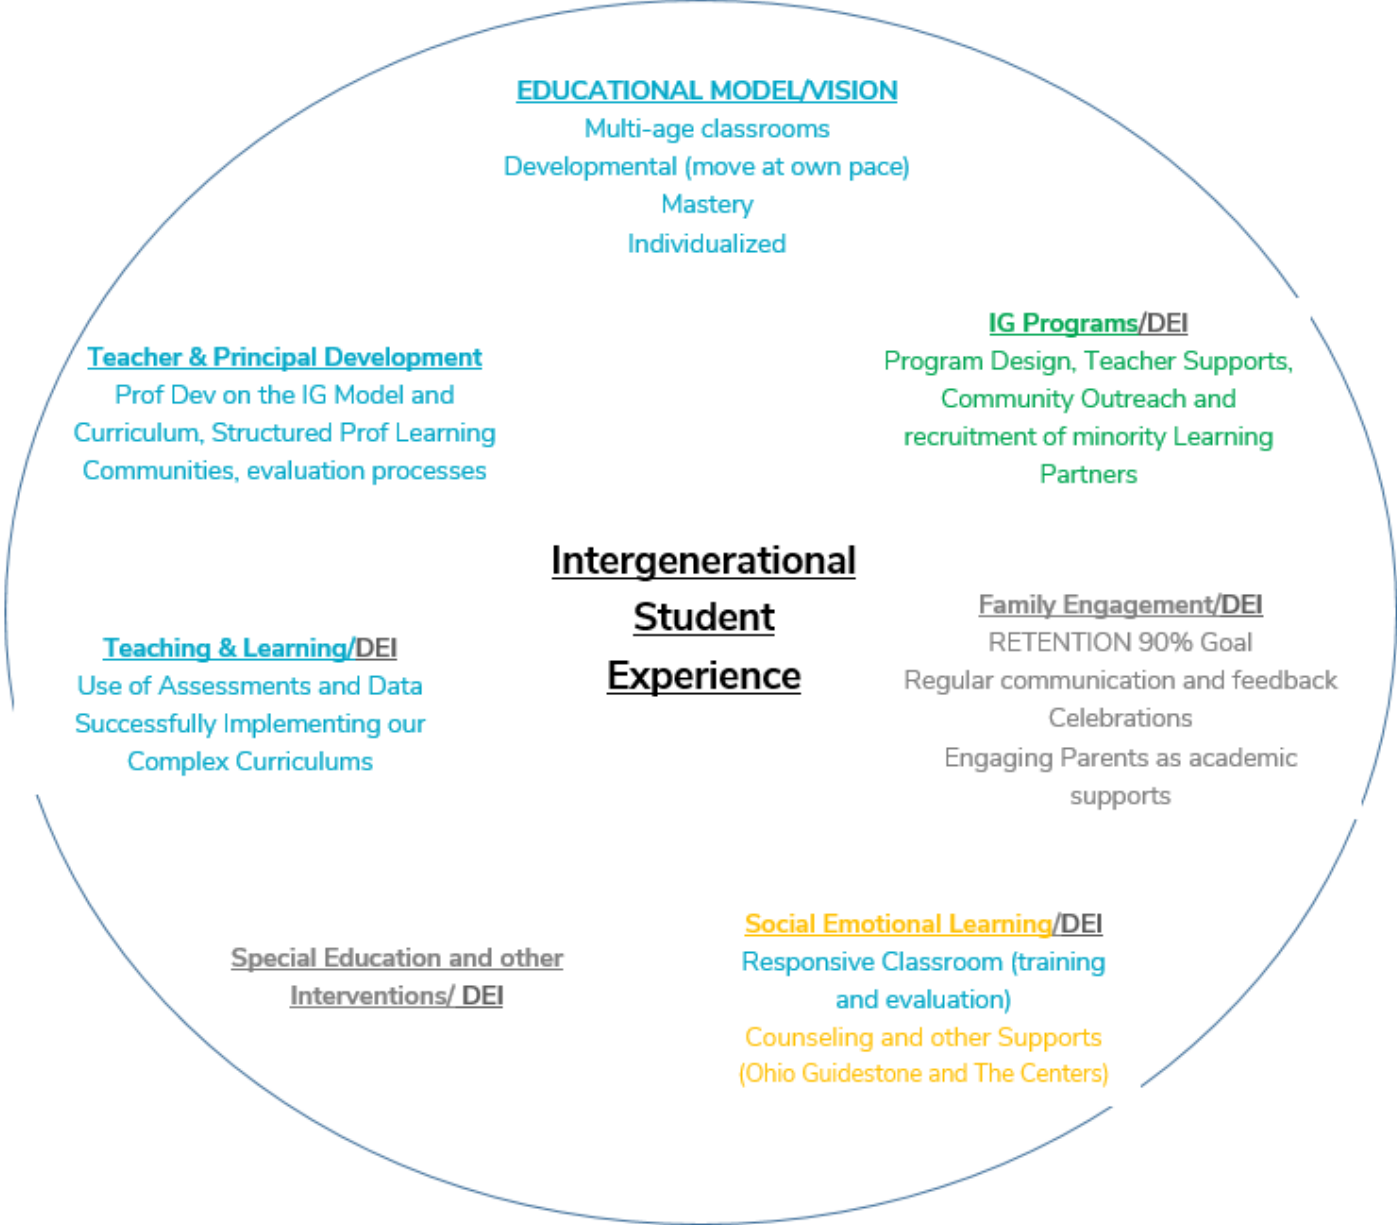 EDUCATIONAL MODEL/VISION
Multi-age classrooms
Developmental (move at own pace)
Mastery
Individualized
IG Programs/DEI
Program Design, Teacher Supports,
Community Outreach and
recruitment of minority Learning
Partners
Teacher & Principal Development
Prof Dev on the IG Model and
Curriculum, Structured Prof Learning
Communities, evaluation processes
Intergenerational
Student
Experience
Family Engagement/DEI
RETENTION 90% Goal
Regular communication and feedback
Celebrations
Engaging Parents as academic
supports
Teaching & Learning/DEI
Use of Assessments and Data
Successfully Implementing our
Complex Curriculums
Social Emotional Learning/DEI
Responsive Classroom (training
and evaluation)
Counseling and other Supports
(Ohio Guidestone and The Centers)
Special Education and other
Interventions/ DEI